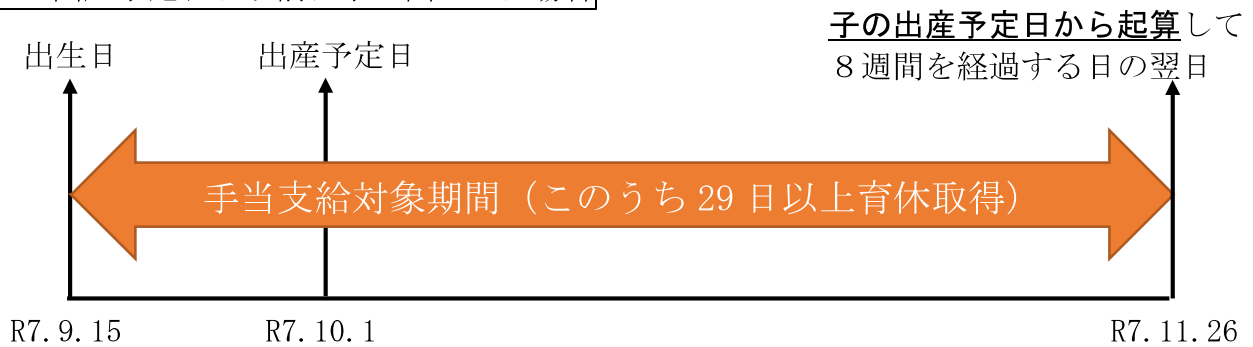 子の出産予定日から起算して
８週間を経過する日の翌日
出生日
出産予定日
手当支給対象期間（このうち 29 日以上育休取得）
R7.9.15
R7.10.1
R7.11.26